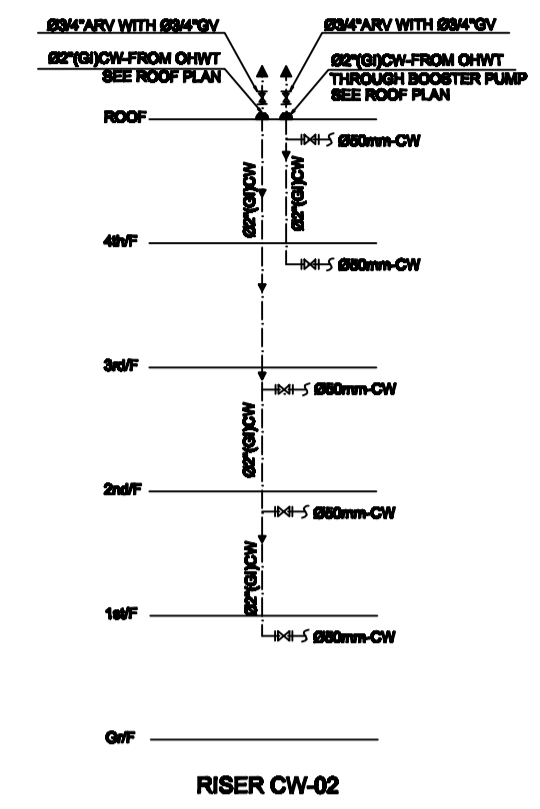 Ø3/4"ARV WITH Ø3/4"GV
Ø3/4"ARV WITH Ø3/4"GV
Ø2"(GI)CW-FROM OHWT
SEE ROOF PLAN
Ø2"(GI)CW-FROM OHWT
THROUGH BOOSTER PUMP
SEE ROOF PLAN
ROOF
Ø50mm-CW
Ø2"(GI)CW
Ø2"(GI)CW
4th/F
Ø50mm-CW
3rd/F
Ø50mm-CW
Ø2"(GI)CW
2nd/F
Ø50mm-CW
Ø2"(GI)CW
1st/F
Ø50mm-CW
Gr/F
RISER CW-02